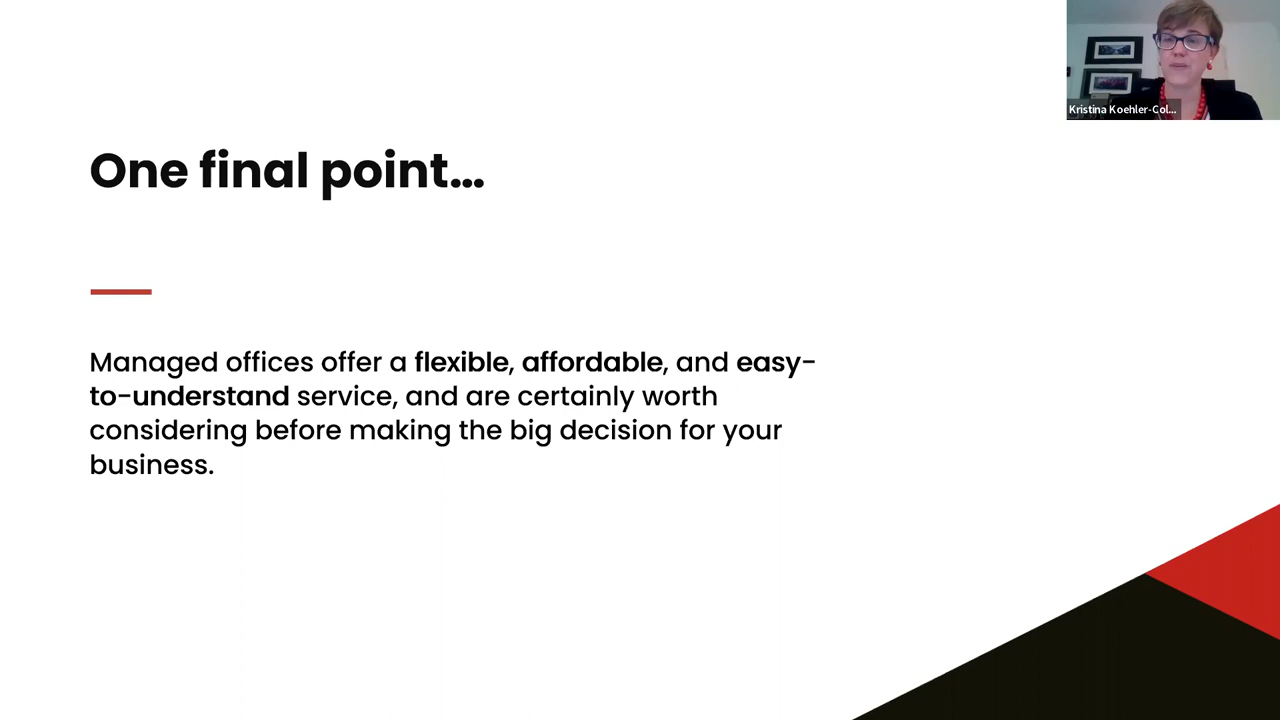 Kristina Koehler-Col...
One final point...
Managed offices offer a flexible, affordable, and easy-
to-understand service, and are certainly worth
considering before making the big decision for your
business.